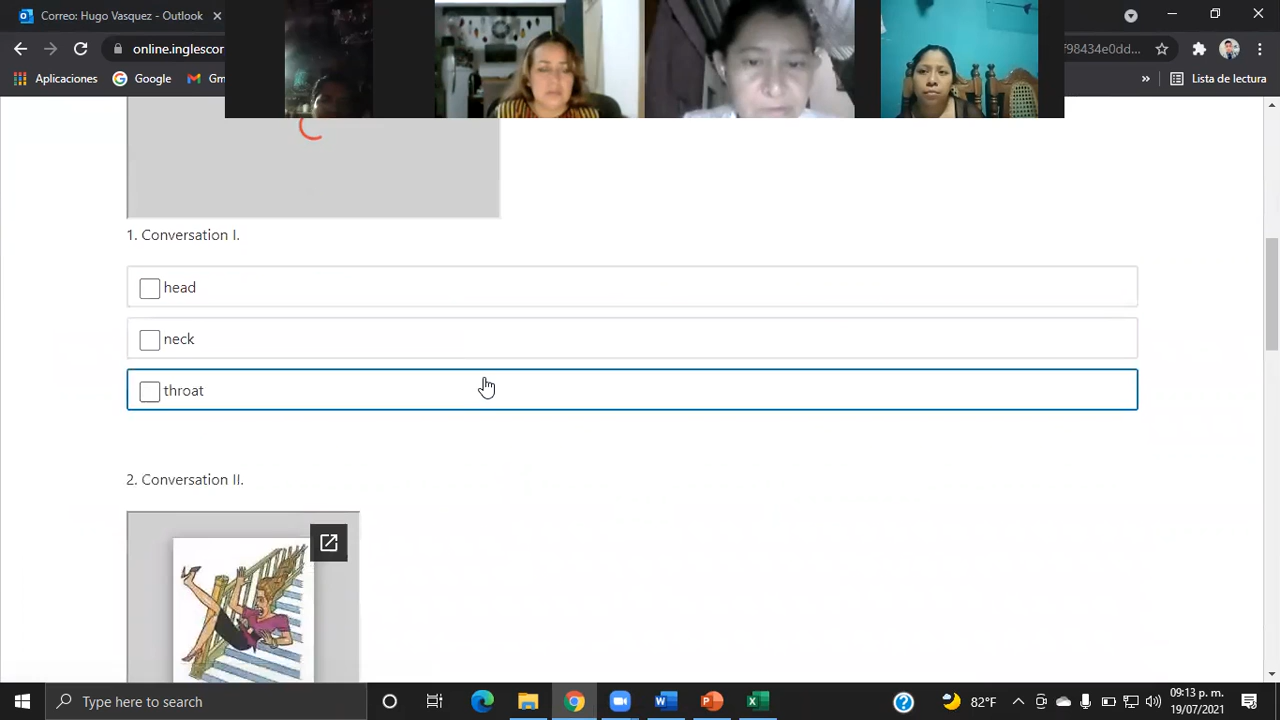 Correo: Hugo Vasquez - Outlook
online.inglescor
f98434e0dd...
Aplicaciones
Google
Gm
Lista de lectura
1. Conversation I.
head
neck
throat
2. Conversation II.
Type here to search
82°F
09:13 p. m.
19/07/2021